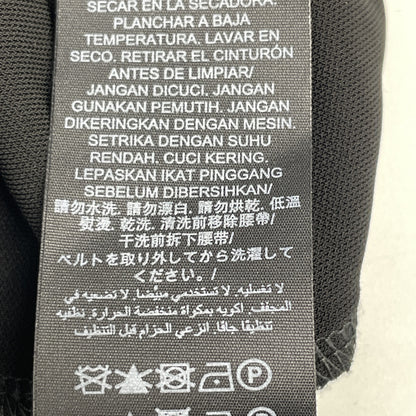 SECAR EN LA SECADORA.
PLANCHAR A BAJA
TEMPERATURA. LAVAR EN
SECO. RETIRAR EL CINTURÓN
ANTES DE LIMPIAR/
JANGAN DICUCI. JANGAN
GUNAKAN PEMUTIH. JANGAN
DIKERINGKAN DENGAN MESIN.
SETRIKA DENGAN SUHU
RENDAH. CUCI KERING.
LEPASKAN IKAT PINGGANG
SEBELUM DIBERSIHKAN/
請勿水洗. 請勿漂白. 請勿烘乾. 低溫
熨燙. 乾洗. 清洗前移除腰帶/
干洗前拆下腰带/
ベルトを取り外してから洗濯して
ください。/
لا تغسليه. لا تستخدمي مبيّضًا. لا تضعيه في
المجفف. أكويه بمكواة منخفضة الحرارة. نظفيه
تنظيفًا جافًا. انزعي الحزام قبل التنظيف
P